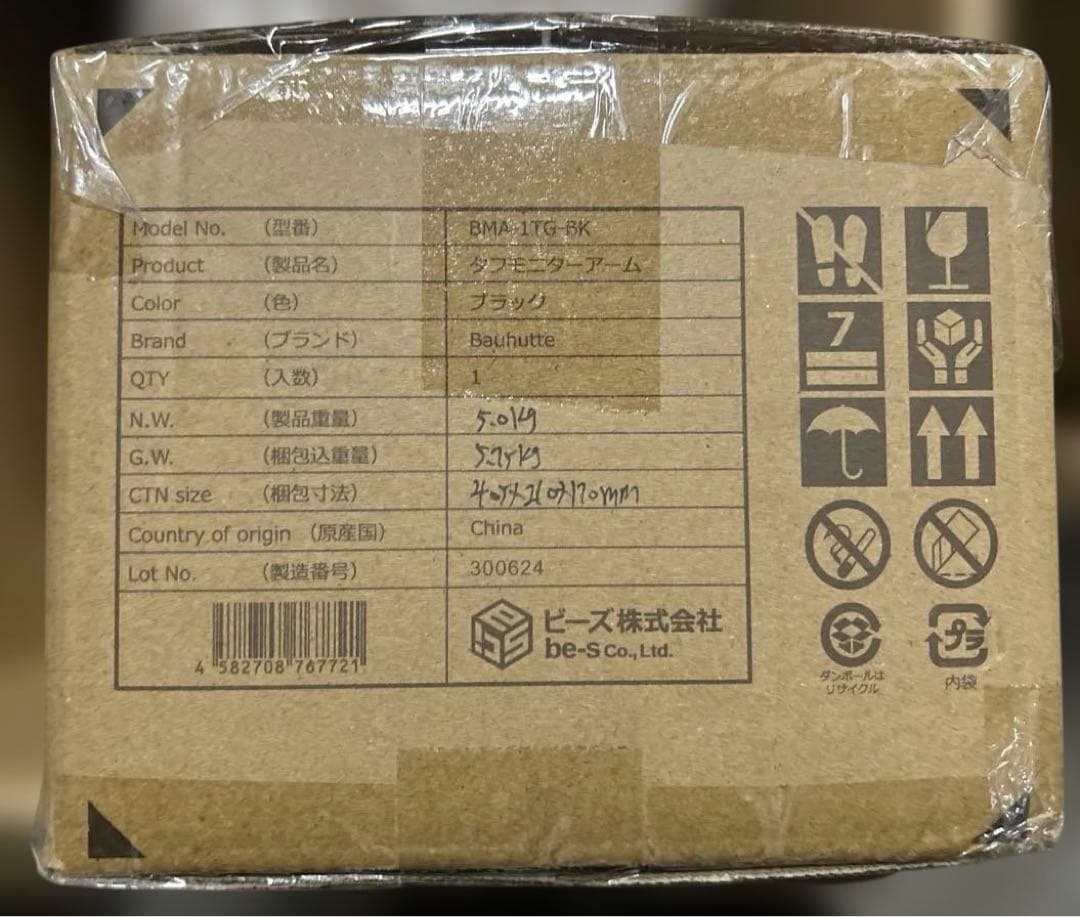 Model No. （型番） BMA-1TG-BK
Product （製品名） タフモニターアーム
Color （色） ブラック
Brand （ブランド） Bauhutte
QTY （入数） 1
N.W. （製品重量） 5.0kg
G.W. （梱包込重量） 5.75kg
CTN size （梱包寸法）
Country of origin （原産国） China
Lot No. （製造番号） 300624
4 582708 767721
ビーズ株式会社
be-s Co., Ltd.
7
ダンボールは
リサイクル
プラ
内袋